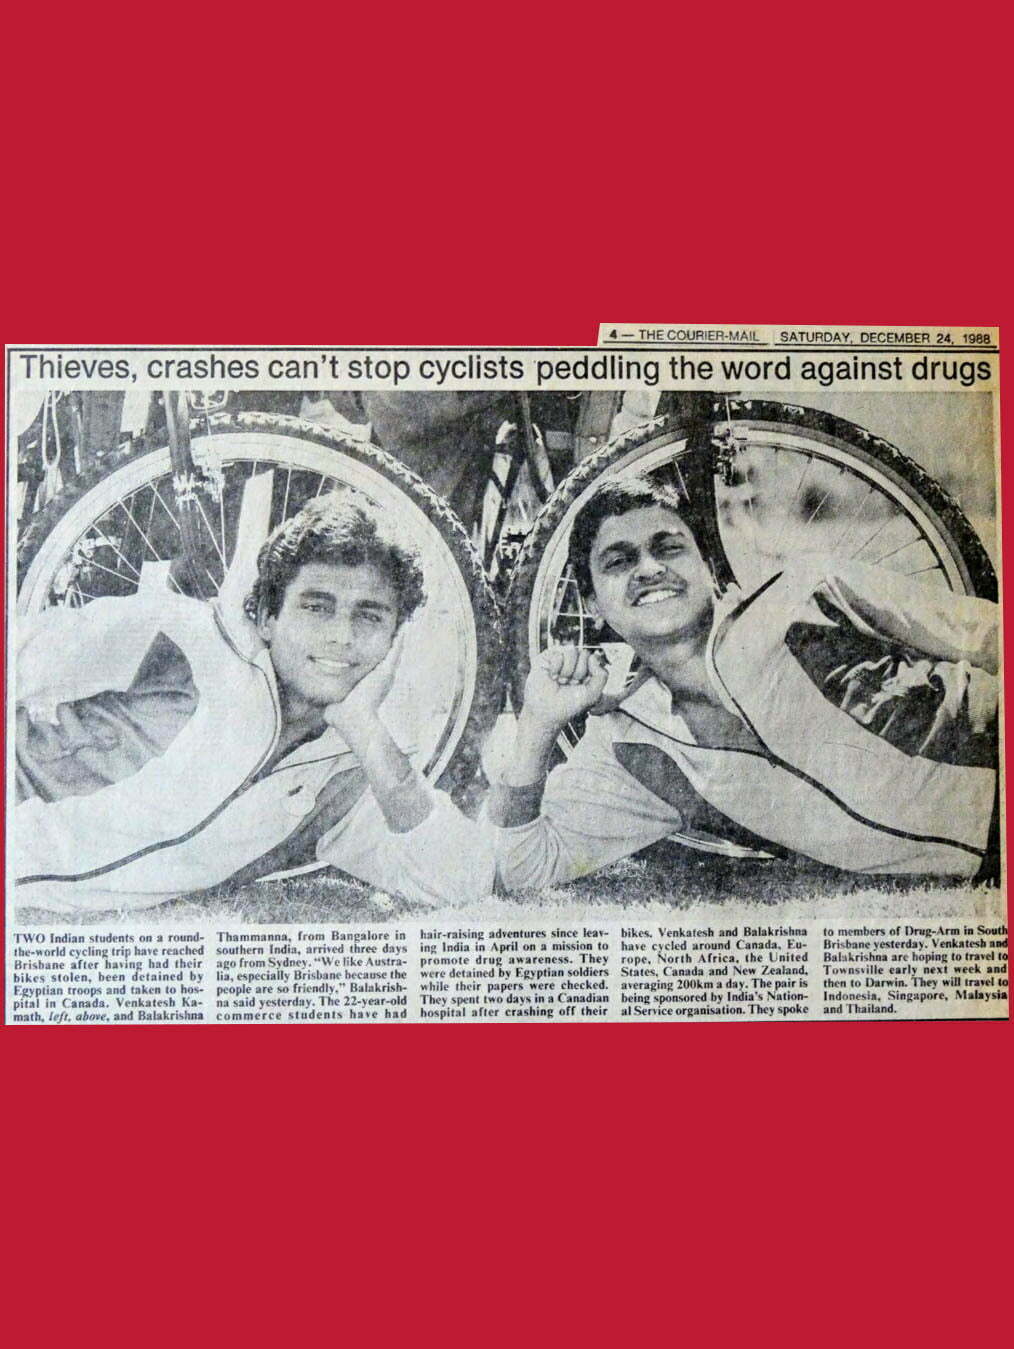 4 — THE COURIER-MAIL SATURDAY, DECEMBER 24, 1988
Thieves, crashes can't stop cyclists peddling the word against drugs
TWO Indian students on a round-
the-world cycling trip have reached
Brisbane after having had their
bikes stolen, been detained by
Egyptian troops and taken to hos-
pital in Canada. Venkatesh Ka-
math, left, above, and Balakrishna
Thammanna, from Bangalore in
southern India, arrived three days
ago from Sydney. “We like Austra-
lia, especially Brisbane because the
people are so friendly,” Balakrish-
na said yesterday. The 22-year-old
commerce students have had
hair-raising adventures since leav-
ing India in April on a mission to
promote drug awareness. They
were detained by Egyptian soldiers
while their papers were checked.
They spent two days in a Canadian
hospital after crashing off their
bikes. Venkatesh and Balakrishna
have cycled around Canada, Eu-
rope, North Africa, the United
States, Canada and New Zealand,
averaging 200km a day. The pair is
being sponsored by India's Nation-
al Service organisation. They spoke
to members of Drug-Arm in South
Brisbane yesterday. Venkatesh and
Balakrishna are hoping to travel to
Townsville early next week and
then to Darwin. They will travel to
Indonesia, Singapore, Malaysia
and Thailand.